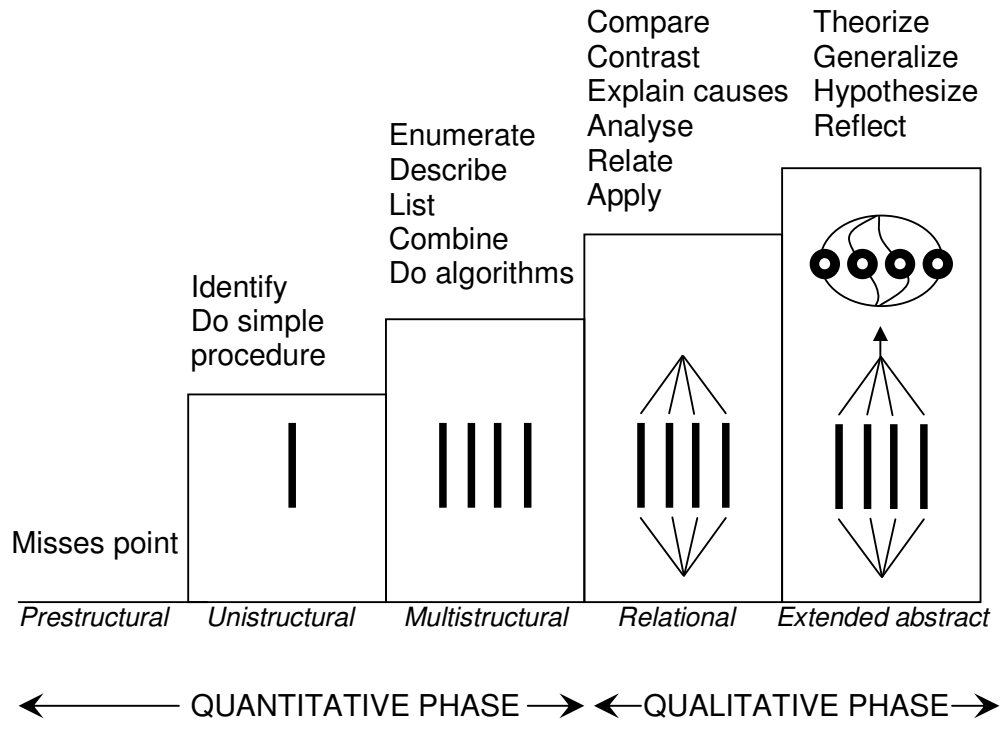 Compare
Contrast
Explain causes
Analyse
Relate
Apply
Theorize
Generalize
Hypothesize
Reflect
Enumerate
Describe
List
Combine
Do algorithms
Identify
Do simple
procedure
Misses point
Prestructural
Unistructural
Multistructural
Relational
Extended abstract
QUANTITATIVE PHASE
QUALITATIVE PHASE